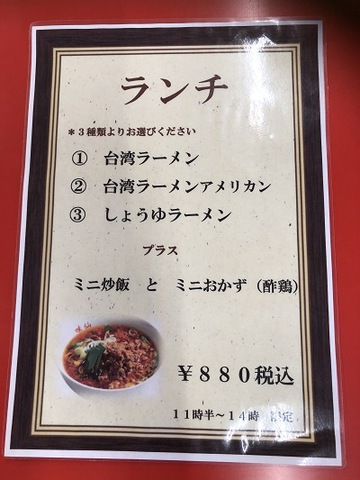 ランチ
＊３種類よりお選びください
① 台湾ラーメン
② 台湾ラーメンアメリカン
③ しょうゆラーメン
プラス
ミニ炒飯 と ミニおかず（酢鶏）
￥８８０税込
１１時半～１４時 限定